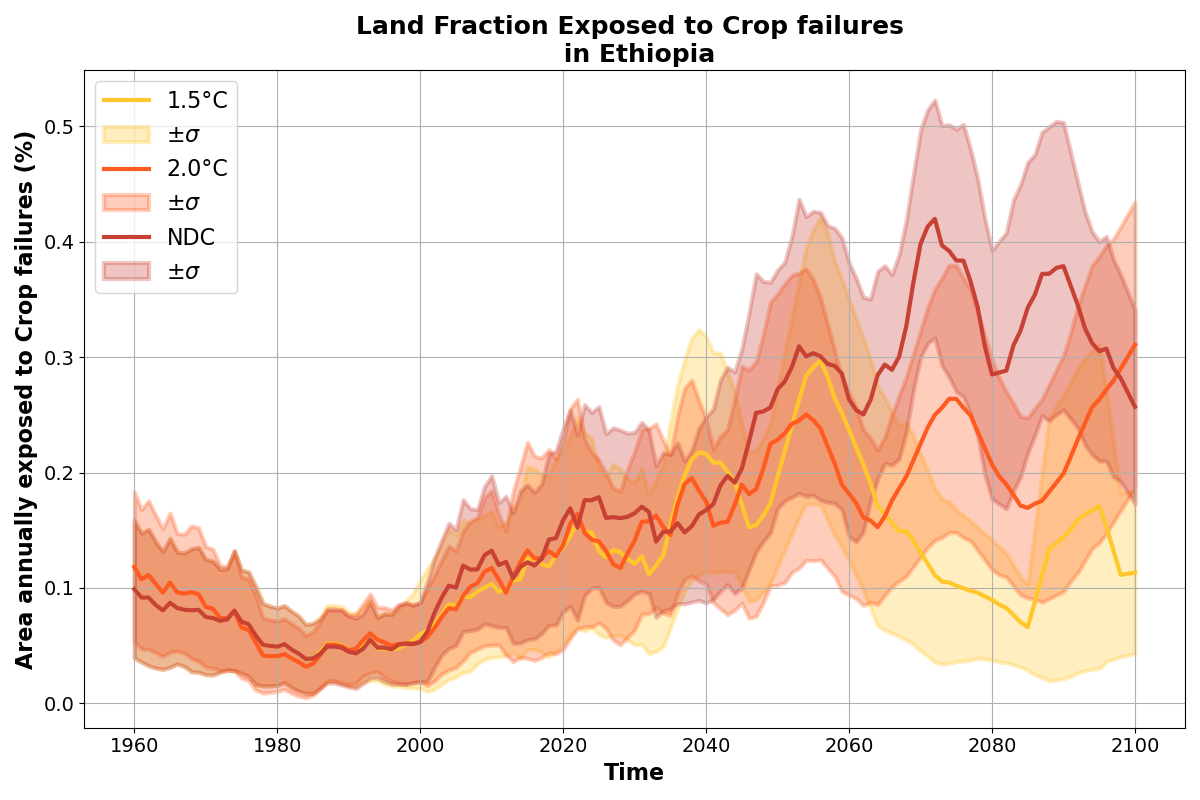 Land Fraction Exposed to Crop failures
in Ethiopia
Area annually exposed to Crop failures (%)
1.5°C
±σ
2.0°C
±σ
NDC
±σ
0.5
0.4
0.3
0.2
0.1
0.0
1960 1980 2000 2020 2040 2060 2080 2100
Time